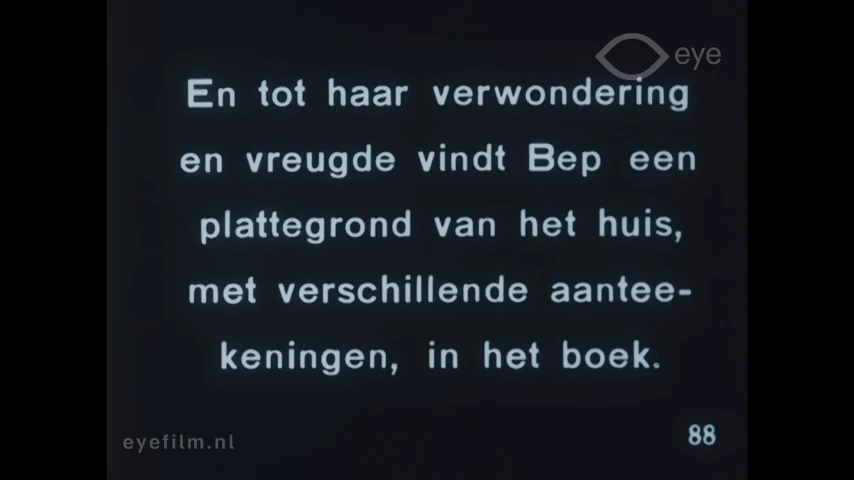 eye
En tot haar verwondering
en vreugde vindt Bep een
plattegrond van het huis,
met verschillende aantee-
keningen, in het boek.
88
eyefilm.nl